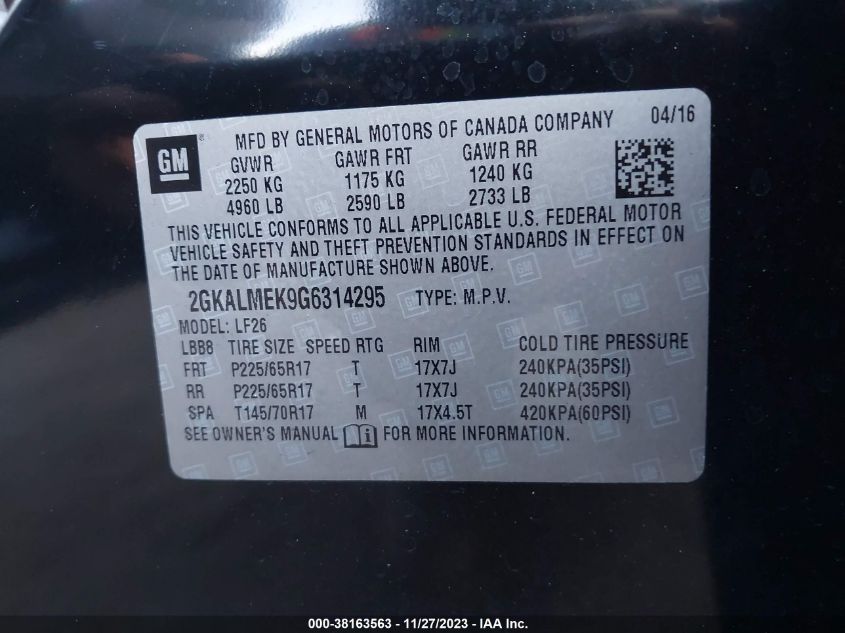 GM
MFD BY GENERAL MOTORS OF CANADA COMPANY 04/16
GVWR GAWR FRT GAWR RR
2250 KG 1175 KG 1240 KG
4960 LB 2590 LB 2733 LB
THIS VEHICLE CONFORMS TO ALL APPLICABLE U.S. FEDERAL MOTOR
VEHICLE SAFETY AND THEFT PREVENTION STANDARDS IN EFFECT ON
THE DATE OF MANUFACTURE SHOWN ABOVE.
2GKALMEK9G6314295 TYPE: M.P.V.
MODEL: LF26
LBB8 TIRE SIZE SPEED RTG RIM COLD TIRE PRESSURE
FRT P225/65R17 T 17X7J 240KPA(35PSI)
RR P225/65R17 T 17X7J 240KPA(35PSI)
SPA T145/70R17 M 17X4.5T 420KPA(60PSI)
SEE OWNER'S MANUAL i FOR MORE INFORMATION.
000-38163563 - 11/27/2023 - IAA Inc.